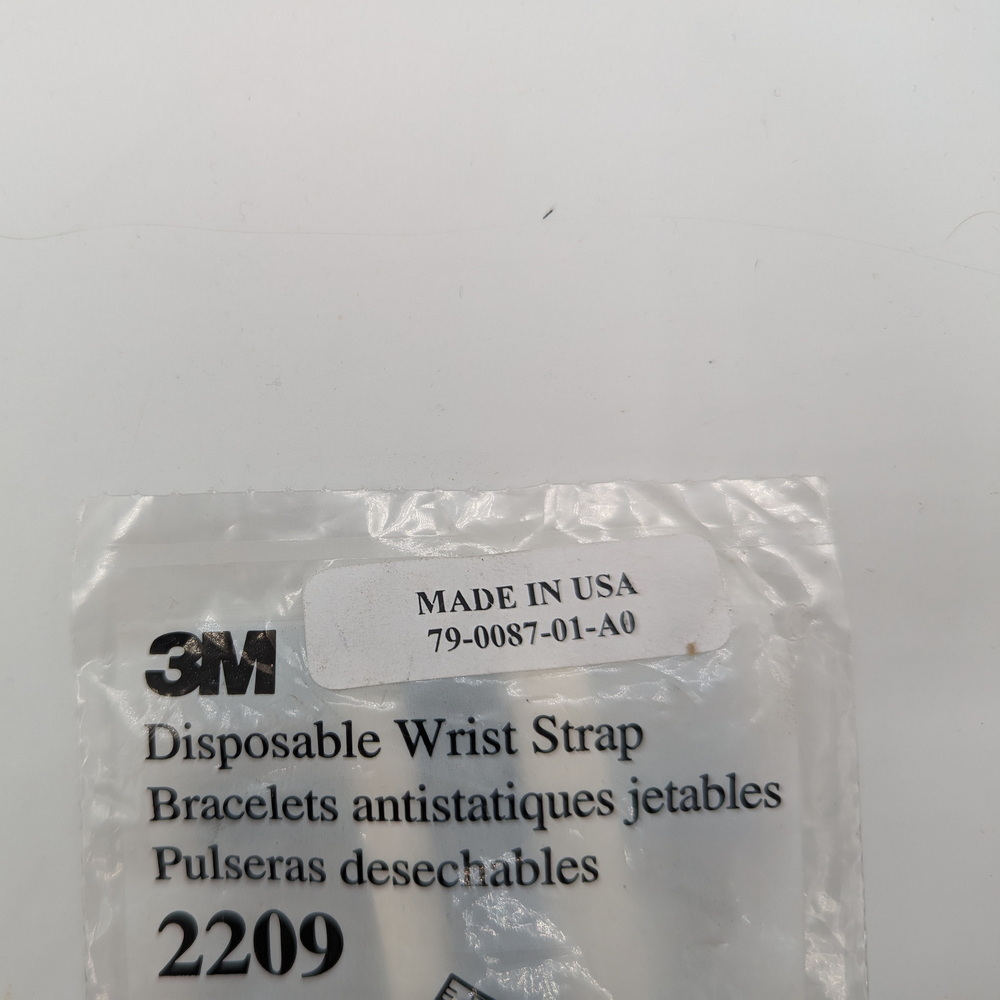 MADE IN USA
79-0087-01-A0
3M
Disposable Wrist Strap
Bracelets antistatiques jetables
Pulseras desechables
2209